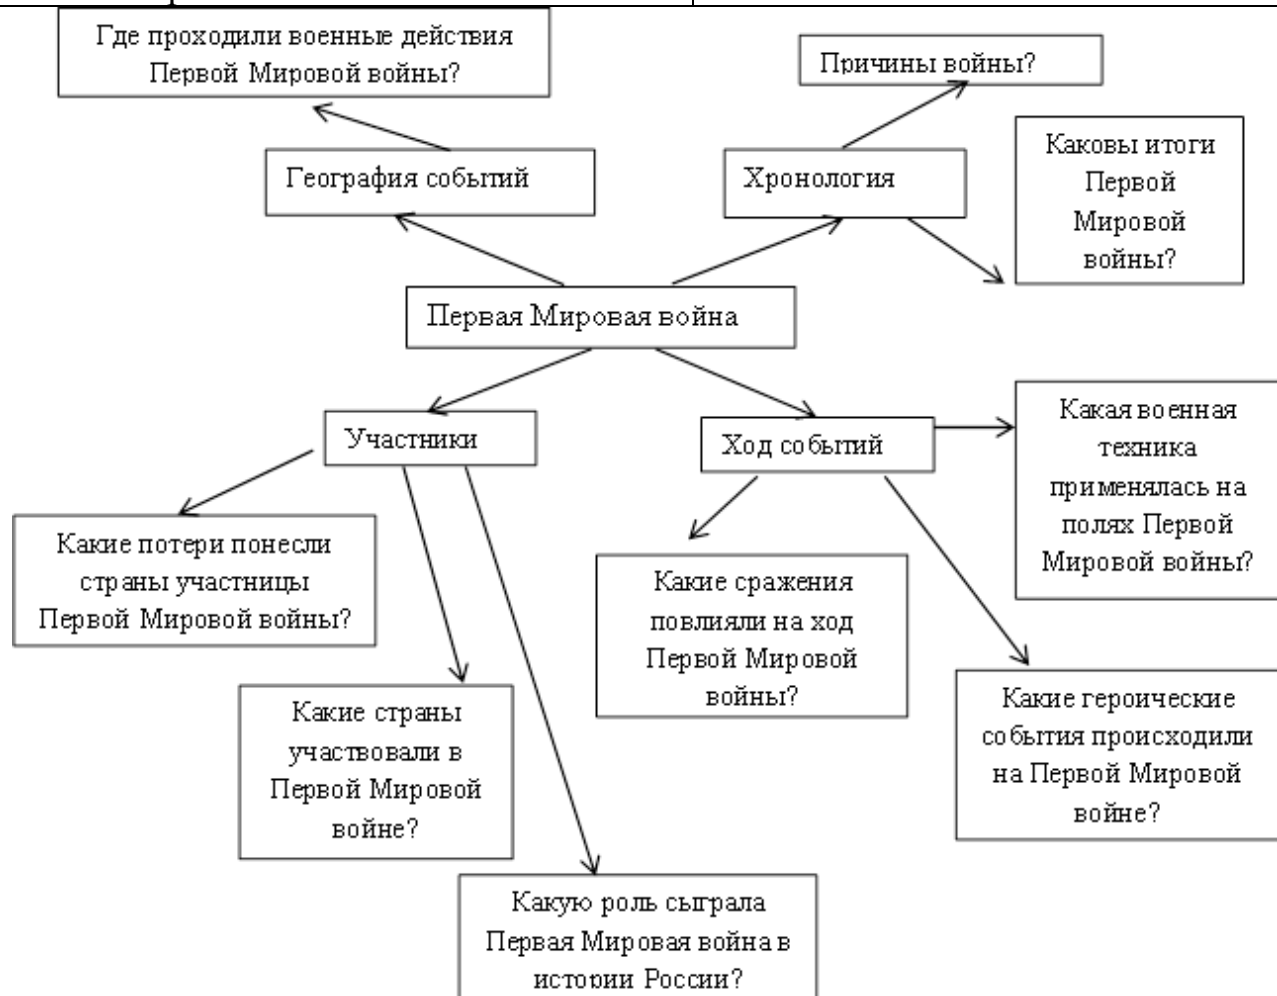 Где проходили военные действия
Первой Мировой войны?
Причины войны?
География событий
Хронология
Каковы итоги
Первой
Мировой
войны?
Первая Мировая война
Участники
Ход событий
Какая военная
техника
применялась на
полях Первой
Мировой войны?
Какие потери понесли
страны участницы
Первой Мировой войны?
Какие сражения
повлияли на ход
Первой Мировой
войны?
Какие страны
участвовали в
Первой Мировой
войне?
Какие героические
события происходили
на Первой Мировой
войне?
Какую роль сыграла
Первая Мировая война в
истории России?